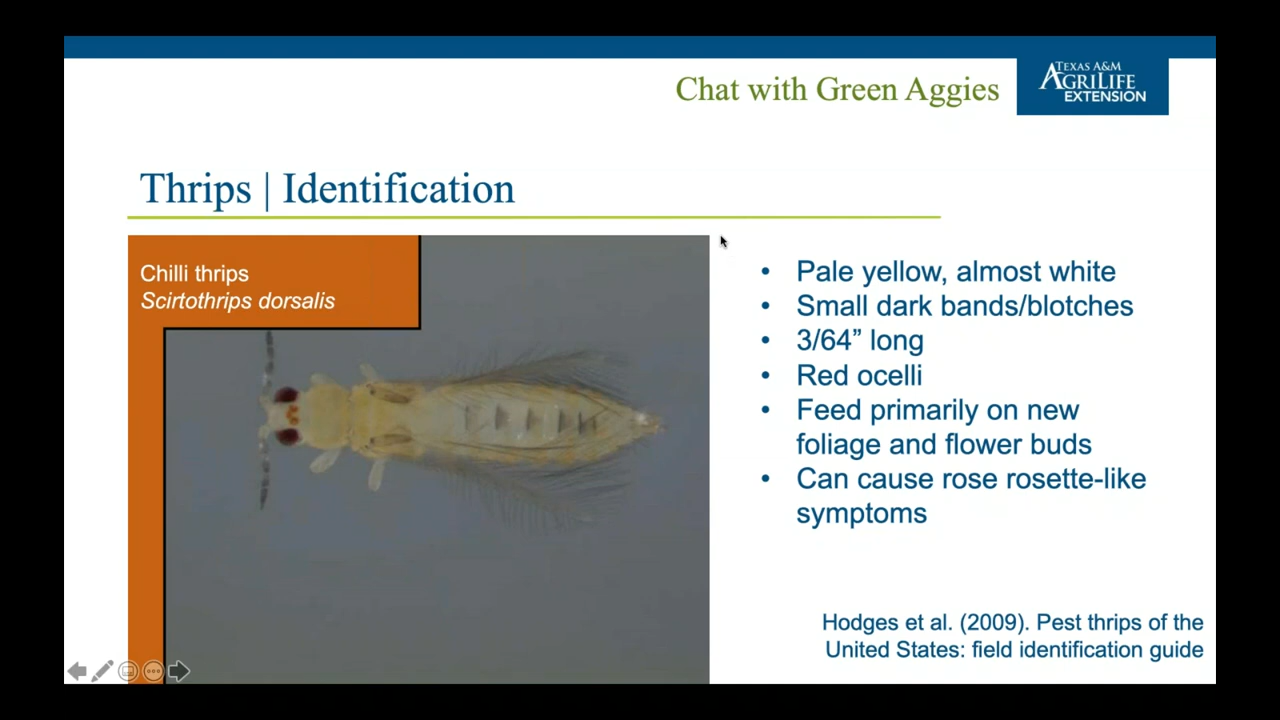 Chat with Green Aggies
TEXAS A&M
AGRILIFE
EXTENSION
Thrips | Identification
Chilli thrips
Scirtothrips dorsalis
• Pale yellow, almost white
• Small dark bands/blotches
• 3/64” long
• Red ocelli
• Feed primarily on new
foliage and flower buds
• Can cause rose rosette-like
symptoms
Hodges et al. (2009). Pest thrips of the
United States: field identification guide